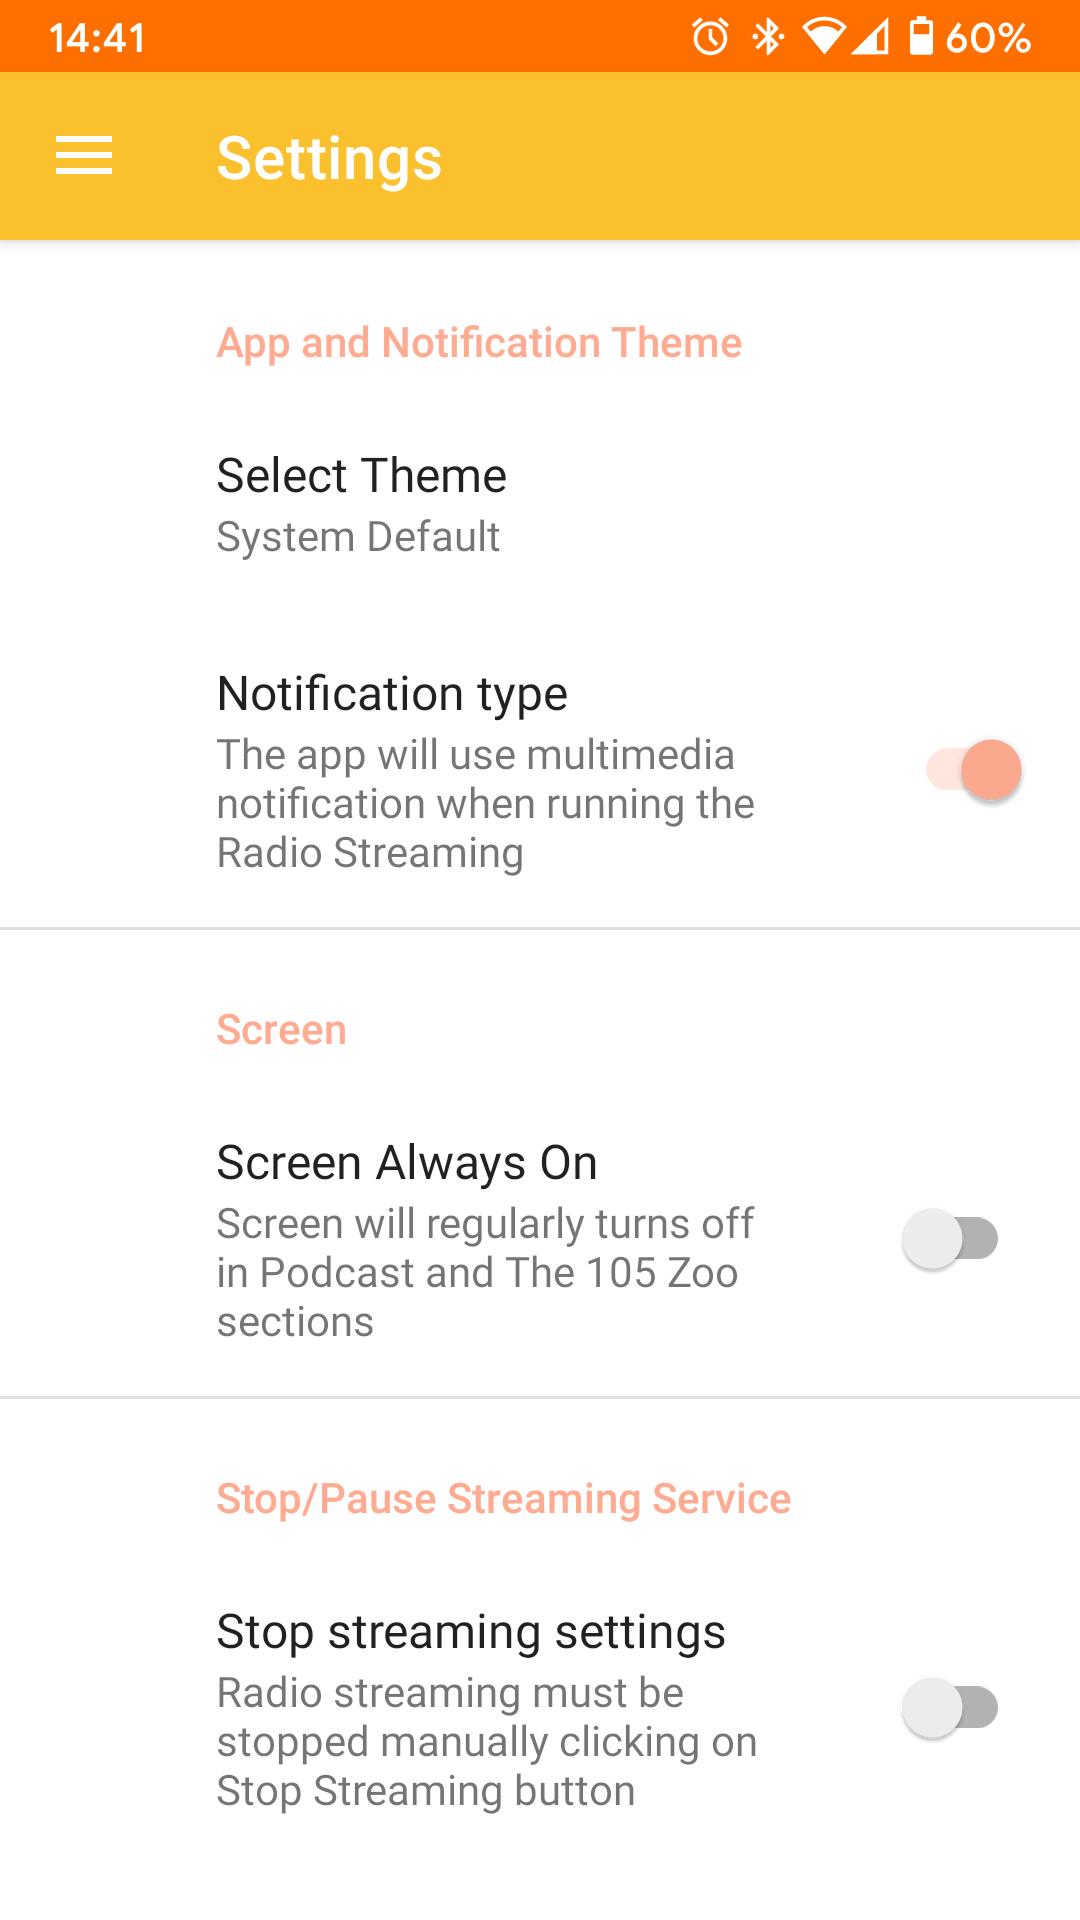 14:41
60%
Settings
App and Notification Theme
Select Theme
System Default
Notification type
The app will use multimedia
notification when running the
Radio Streaming
Screen
Screen Always On
Screen will regularly turns off
in Podcast and The 105 Zoo
sections
Stop/Pause Streaming Service
Stop streaming settings
Radio streaming must be
stopped manually clicking on
Stop Streaming button